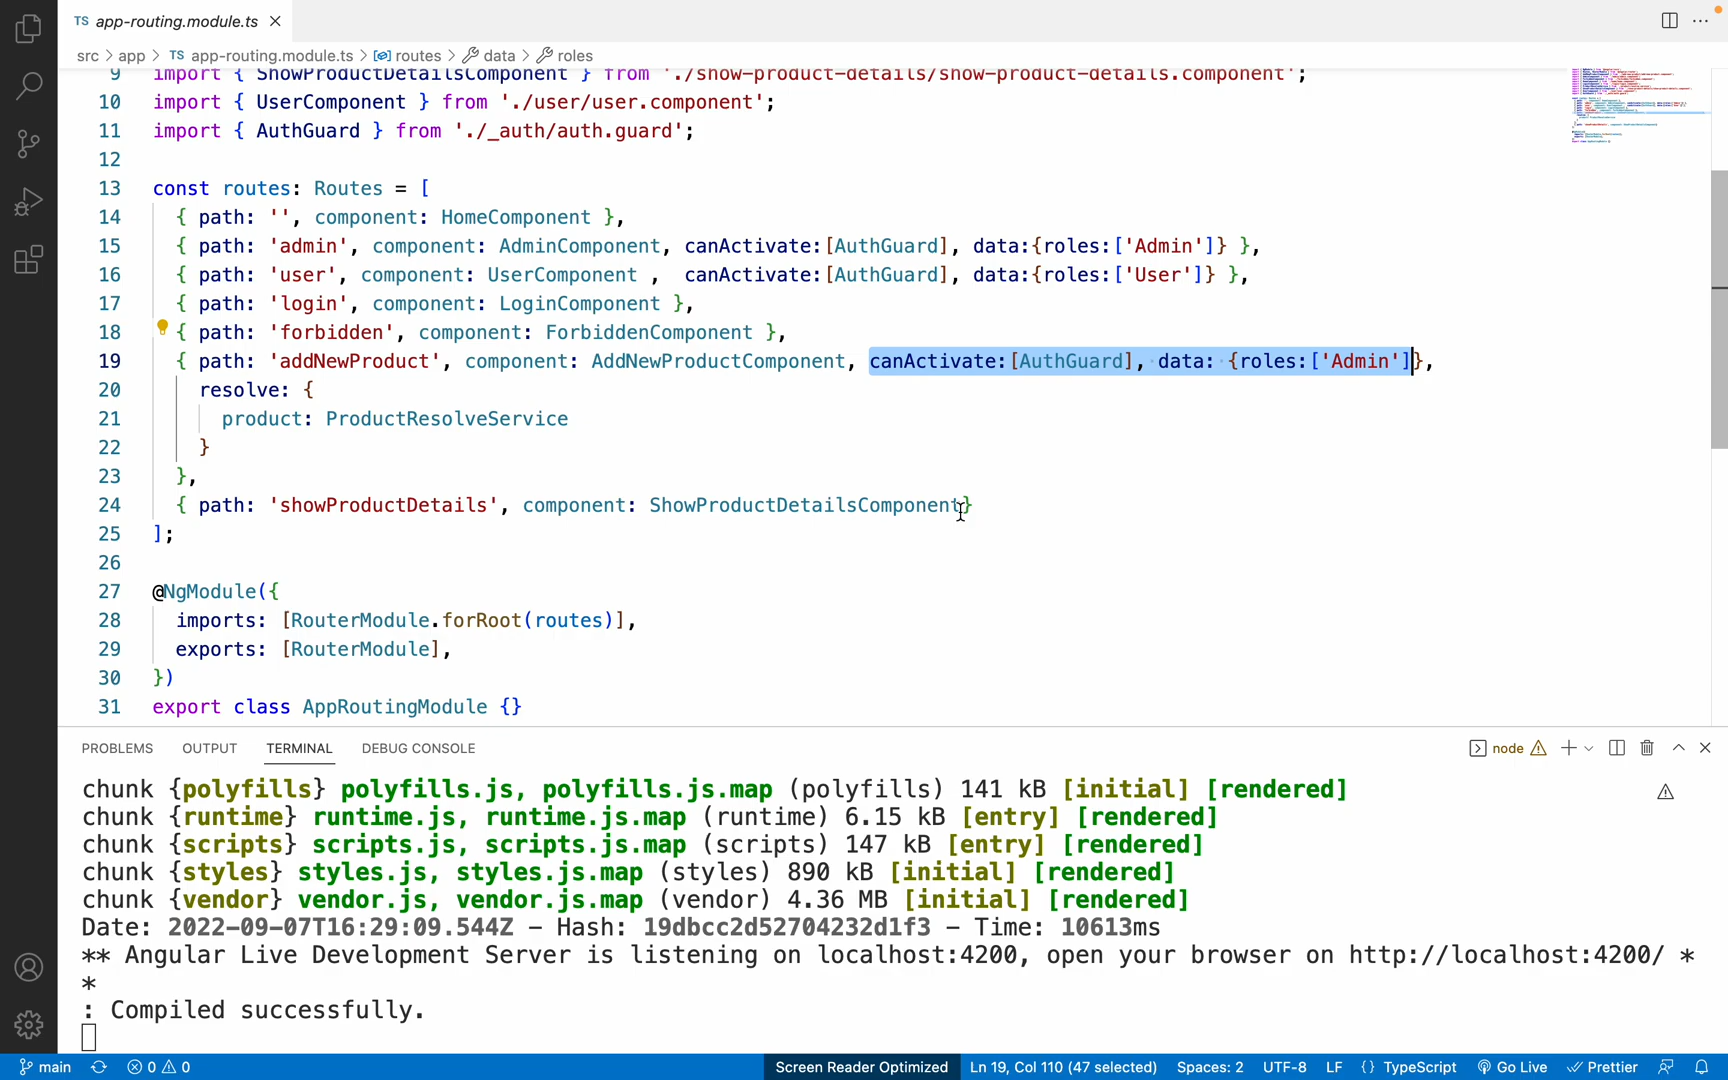 TS app-routing.module.ts ×
src > app > TS app-routing.module.ts > routes > data > roles
9 import { ShowProductDetailsComponent } from './show-product-details/show-product-details.component';
10 import { UserComponent } from './user/user.component';
11 import { AuthGuard } from './_auth/auth.guard';
12
13 const routes: Routes = [
14 { path: '', component: HomeComponent },
15 { path: 'admin', component: AdminComponent, canActivate:[AuthGuard], data:{roles:['Admin']} },
16 { path: 'user', component: UserComponent ,  canActivate:[AuthGuard], data:{roles:['User']} },
17 { path: 'login', component: LoginComponent },
18 { path: 'forbidden', component: ForbiddenComponent },
19 { path: 'addNewProduct', component: AddNewProductComponent, canActivate:[AuthGuard], data: {roles:['Admin']},
20 resolve: {
21 product: ProductResolveService
22 }
23 },
24 { path: 'showProductDetails', component: ShowProductDetailsComponent}
25 ];
26
27 @NgModule({
28 imports: [RouterModule.forRoot(routes)],
29 exports: [RouterModule],
30 })
31 export class AppRoutingModule {}
PROBLEMS OUTPUT TERMINAL DEBUG CONSOLE node
chunk {polyfills} polyfills.js, polyfills.js.map (polyfills) 141 kB [initial] [rendered]
chunk {runtime} runtime.js, runtime.js.map (runtime) 6.15 kB [entry] [rendered]
chunk {scripts} scripts.js, scripts.js.map (scripts) 147 kB [entry] [rendered]
chunk {styles} styles.js, styles.js.map (styles) 890 kB [initial] [rendered]
chunk {vendor} vendor.js, vendor.js.map (vendor) 4.36 MB [initial] [rendered]
Date: 2022-09-07T16:29:09.544Z - Hash: 19dbcc2d52704232d1f3 - Time: 10613ms
** Angular Live Development Server is listening on localhost:4200, open your browser on http://localhost:4200/ *
*
: Compiled successfully.
main 0 0 Screen Reader Optimized Ln 19, Col 110 (47 selected) Spaces: 2 UTF-8 LF {} TypeScript Go Live Prettier